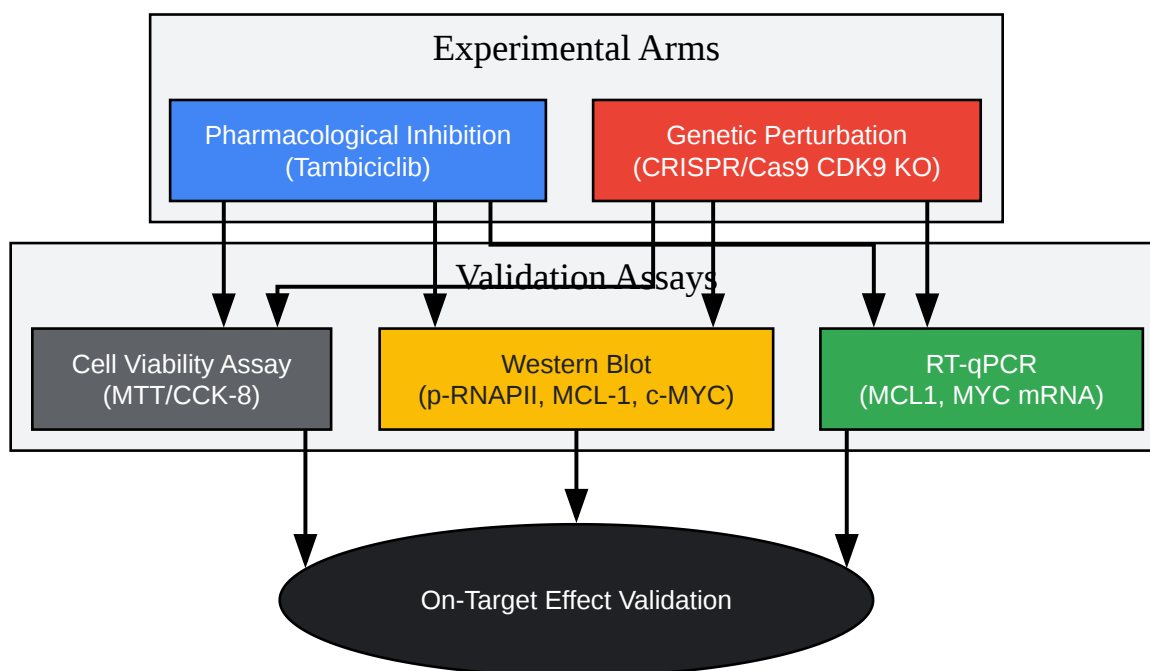 Experimental Arms
Pharmacological Inhibition
(Tambiciclib)
Genetic Perturbation
(CRISPR/Cas9 CDK9 KO)
Validation Assays
Cell Viability Assay
(MTT/CCK-8)
Western Blot
(p-RNAPII, MCL-1, c-MYC)
RT-qPCR
(MCL1, MYC mRNA)
On-Target Effect Validation